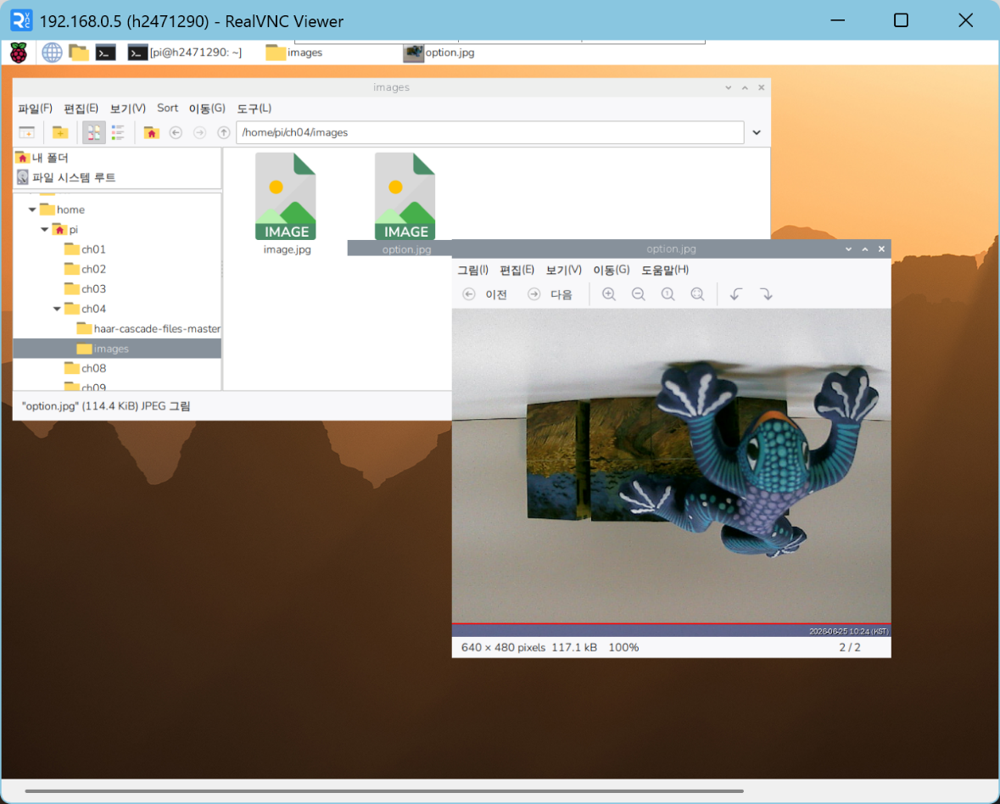 192.168.0.5 (h2471290) - RealVNC Viewer
[pi@h2471290: ~] images option.jpg
images
파일(F) 편집(E) 보기(V) Sort 이동(G) 도구(L)
/home/pi/ch04/images
내 폴더
파일 시스템 루트
home
pi
ch01
ch02
ch03
ch04
haar-cascade-files-master
images
ch08
ch09
IMAGE
image.jpg
IMAGE
option.jpg
"option.jpg" (114.4 KiB) JPEG 그림
option.jpg
그림(I) 편집(E) 보기(V) 이동(G) 도움말(H)
이전 다음
2026-06-25 10:24 (KST)
640 × 480 pixels 117.1 kB 100% 2 / 2